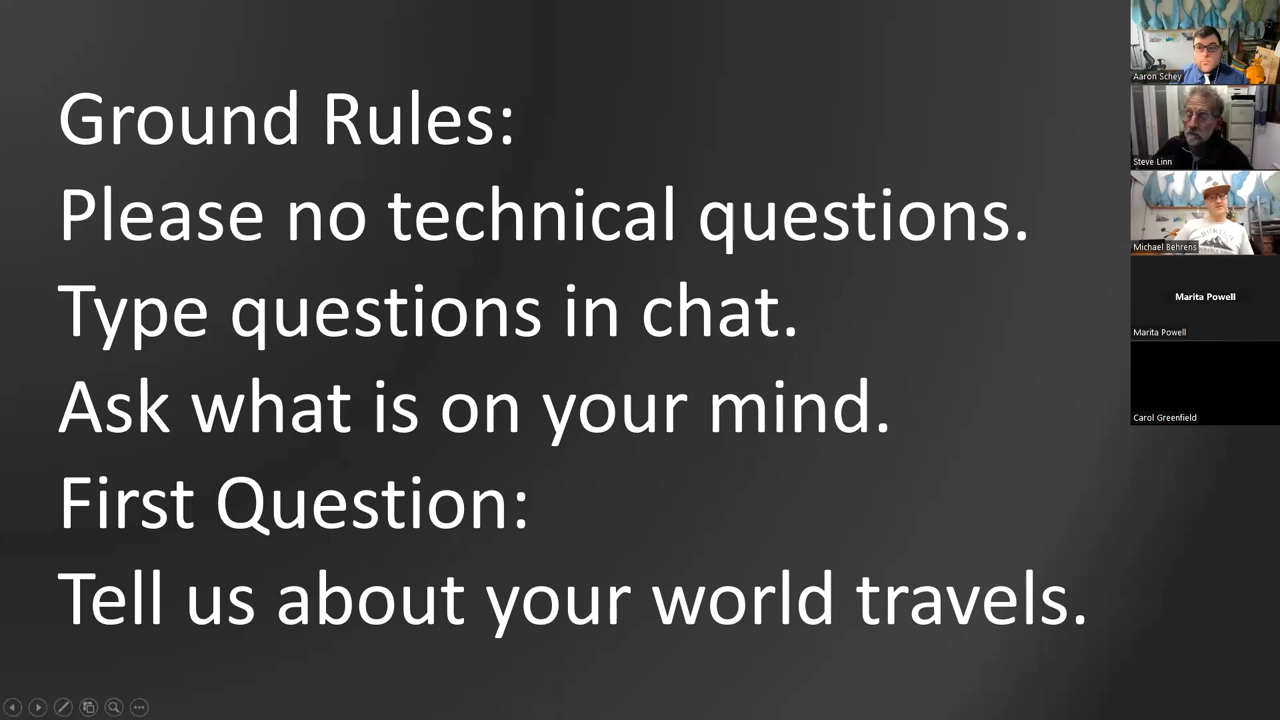 Ground Rules:
Please no technical questions.
Type questions in chat.
Ask what is on your mind.
First Question:
Tell us about your world travels.
Aaron Schey
Steve Linn
Michael Behrens
Marita Powell
Marita Powell
Carol Greenfield